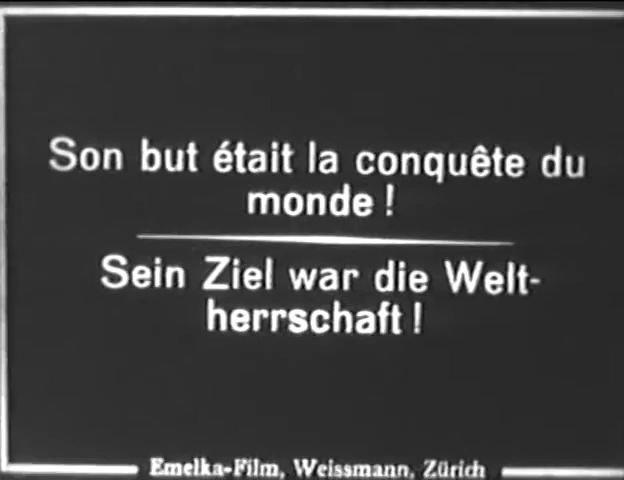 Son but était la conquête du
monde !
Sein Ziel war die Welt-
herrschaft !
Emelka-Film, Weissmann, Zürich